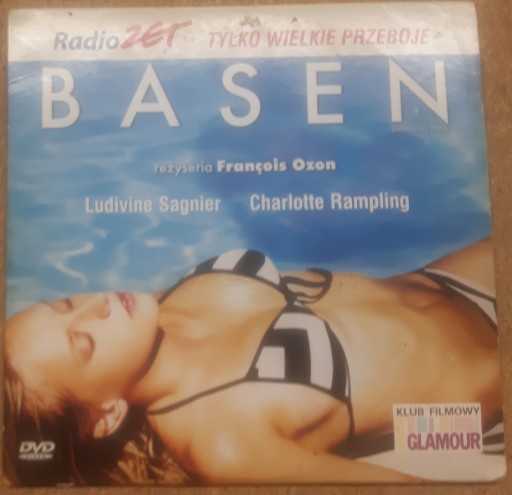 Radio ZET TYLKO WIELKIE PRZEBOJE
BASEN
reżyseria François Ozon
Ludivine Sagnier Charlotte Rampling
KLUB FILMOWY
GLAMOUR
DVD